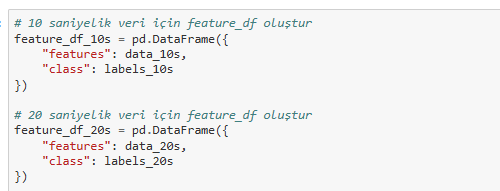 # 10 saniyelik veri için feature_df oluştur
feature_df_10s = pd.DataFrame({
    "features": data_10s,
    "class": labels_10s
})

# 20 saniyelik veri için feature_df oluştur
feature_df_20s = pd.DataFrame({
    "features": data_20s,
    "class": labels_20s
})